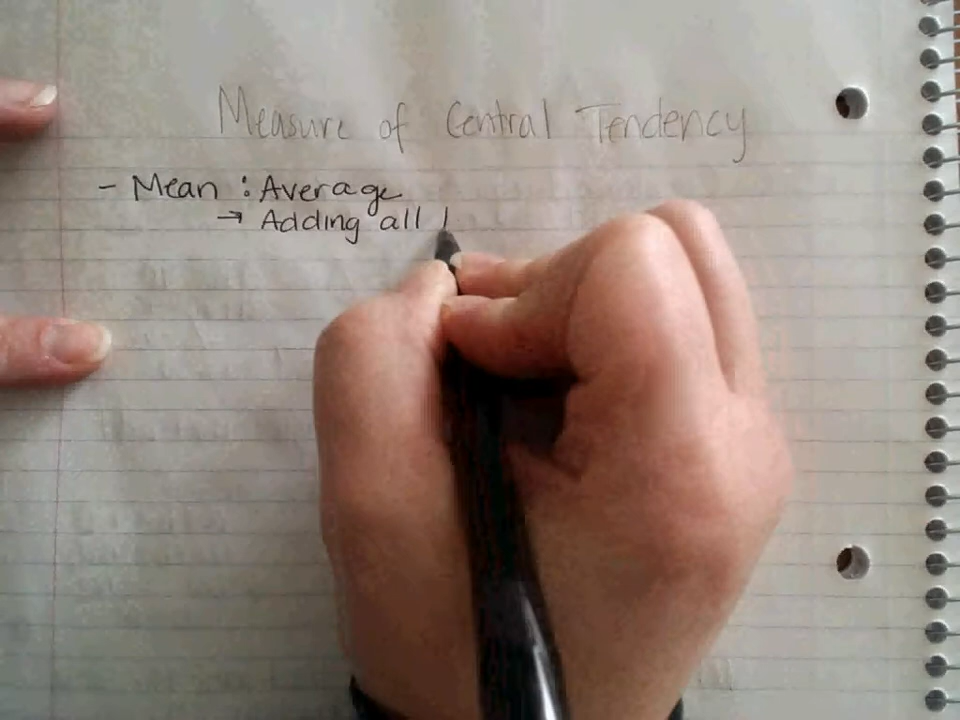 Measure of Central Tendency
- Mean : Average
→ Adding all